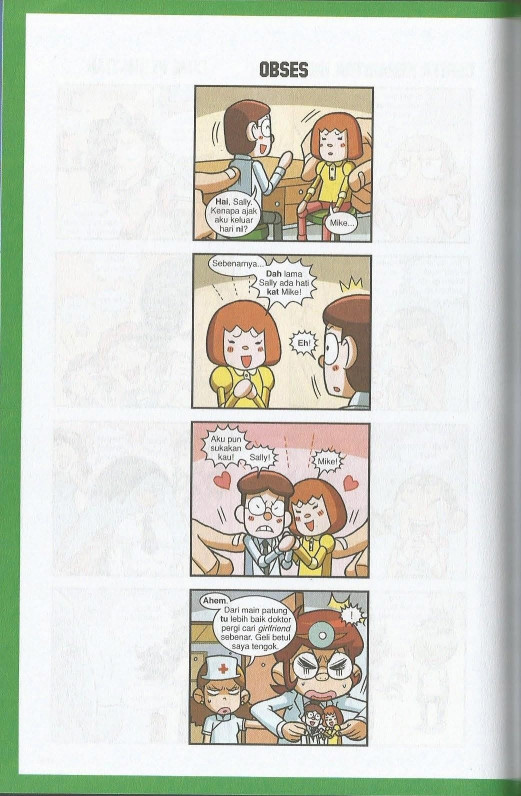 OBSES
Hai, Sally.
Kenapa ajak
aku keluar
hari ni?
Mike...
Sebenarnya...
Dah lama
Sally ada hati
kat Mike!
Eh!
Aku pun
sukakan
kau!
Sally!
Mike!
Ahem.
Dari main patung
tu lebih baik doktor
pergi cari girlfriend
sebenar. Geli betul
saya tengok.
!